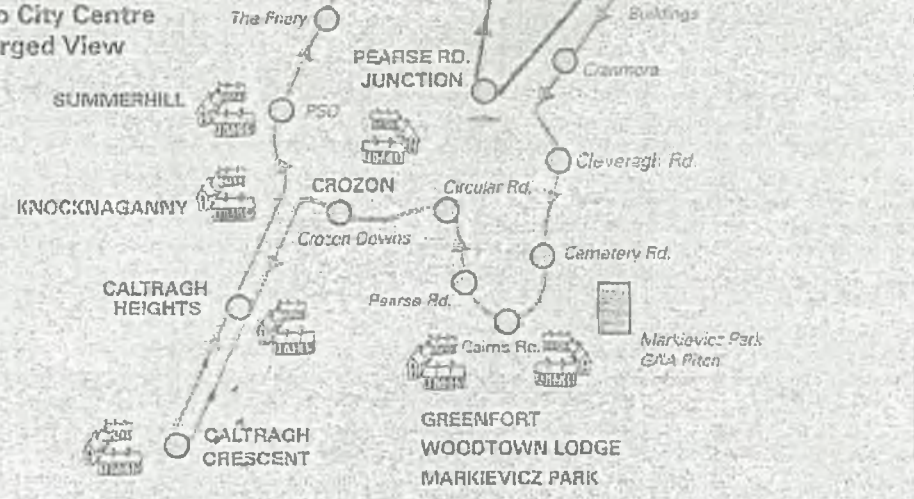 o City Centre
rged View
The Friary
Buildings
PEARSE RD.
JUNCTION
Cranmore
SUMMERHILL
PSO
Cleveragh Rd.
CROZON
Circular Rd.
KNOCKNAGANNY
Crozon Downs
Cemetery Rd.
CALTRAGH
HEIGHTS
Pearse Rd.
Cairns Rd.
Markievicz Park
GAA Pitch
GREENFORT
CALTRAGH
CRESCENT
WOODTOWN LODGE
MARKIEVICZ PARK